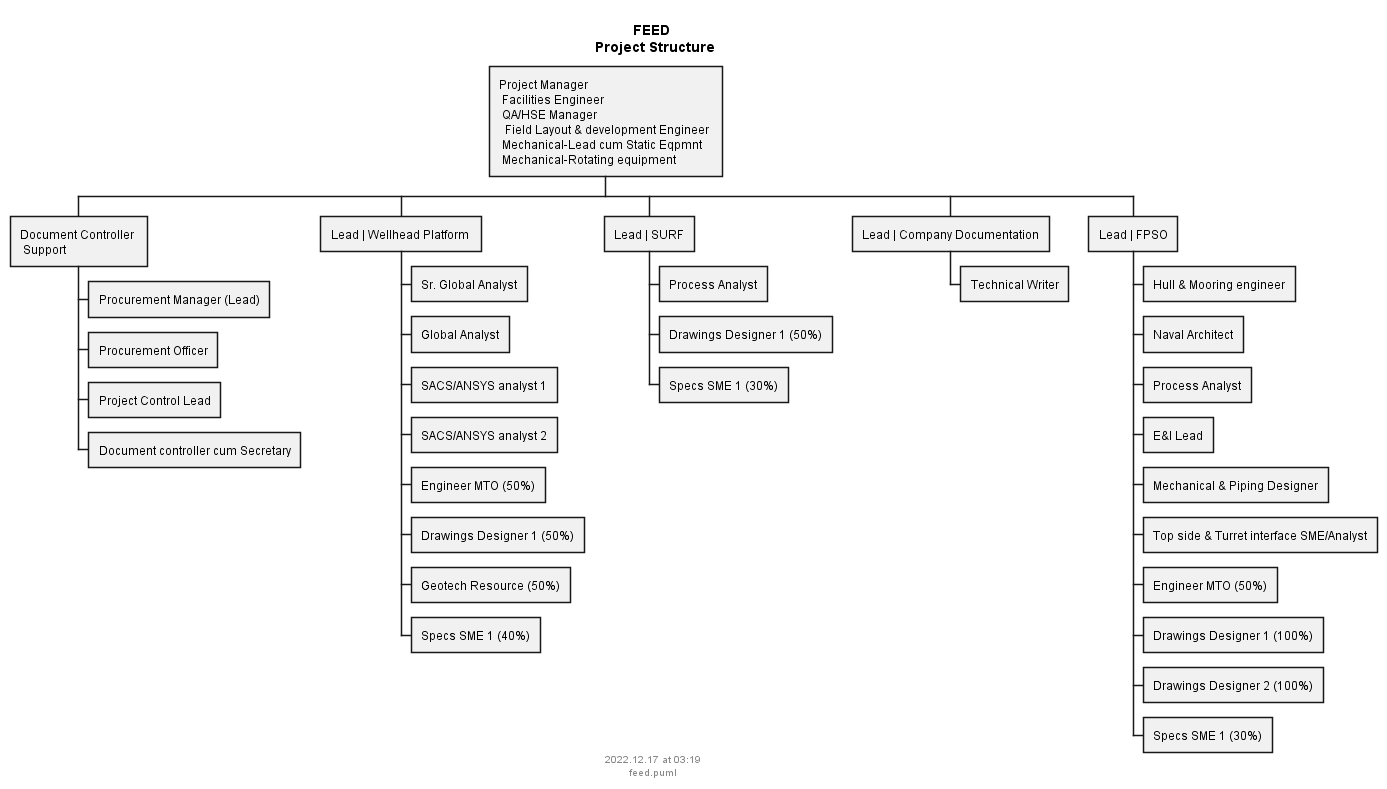 FEED
Project Structure
Project Manager
Facilities Engineer
QA/HSE Manager
Field Layout & development Engineer
Mechanical-Lead cum Static Eqpmnt
Mechanical-Rotating equipment
Document Controller
Support
Procurement Manager (Lead)
Procurement Officer
Project Control Lead
Document controller cum Secretary
Lead | Wellhead Platform
Sr. Global Analyst
Global Analyst
SACS/ANSYS analyst 1
SACS/ANSYS analyst 2
Engineer MTO (50%)
Drawings Designer 1 (50%)
Geotech Resource (50%)
Specs SME 1 (40%)
Lead | SURF
Process Analyst
Drawings Designer 1 (50%)
Specs SME 1 (30%)
Lead | Company Documentation
Technical Writer
Lead | FPSO
Hull & Mooring engineer
Naval Architect
Process Analyst
E&I Lead
Mechanical & Piping Designer
Top side & Turret interface SME/Analyst
Engineer MTO (50%)
Drawings Designer 1 (100%)
Drawings Designer 2 (100%)
Specs SME 1 (30%)
2022.12.17 at 03:19
feed.puml